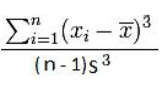 ∑ⁿᵢ₌₁(xᵢ − x̅)³
(n - 1)s³